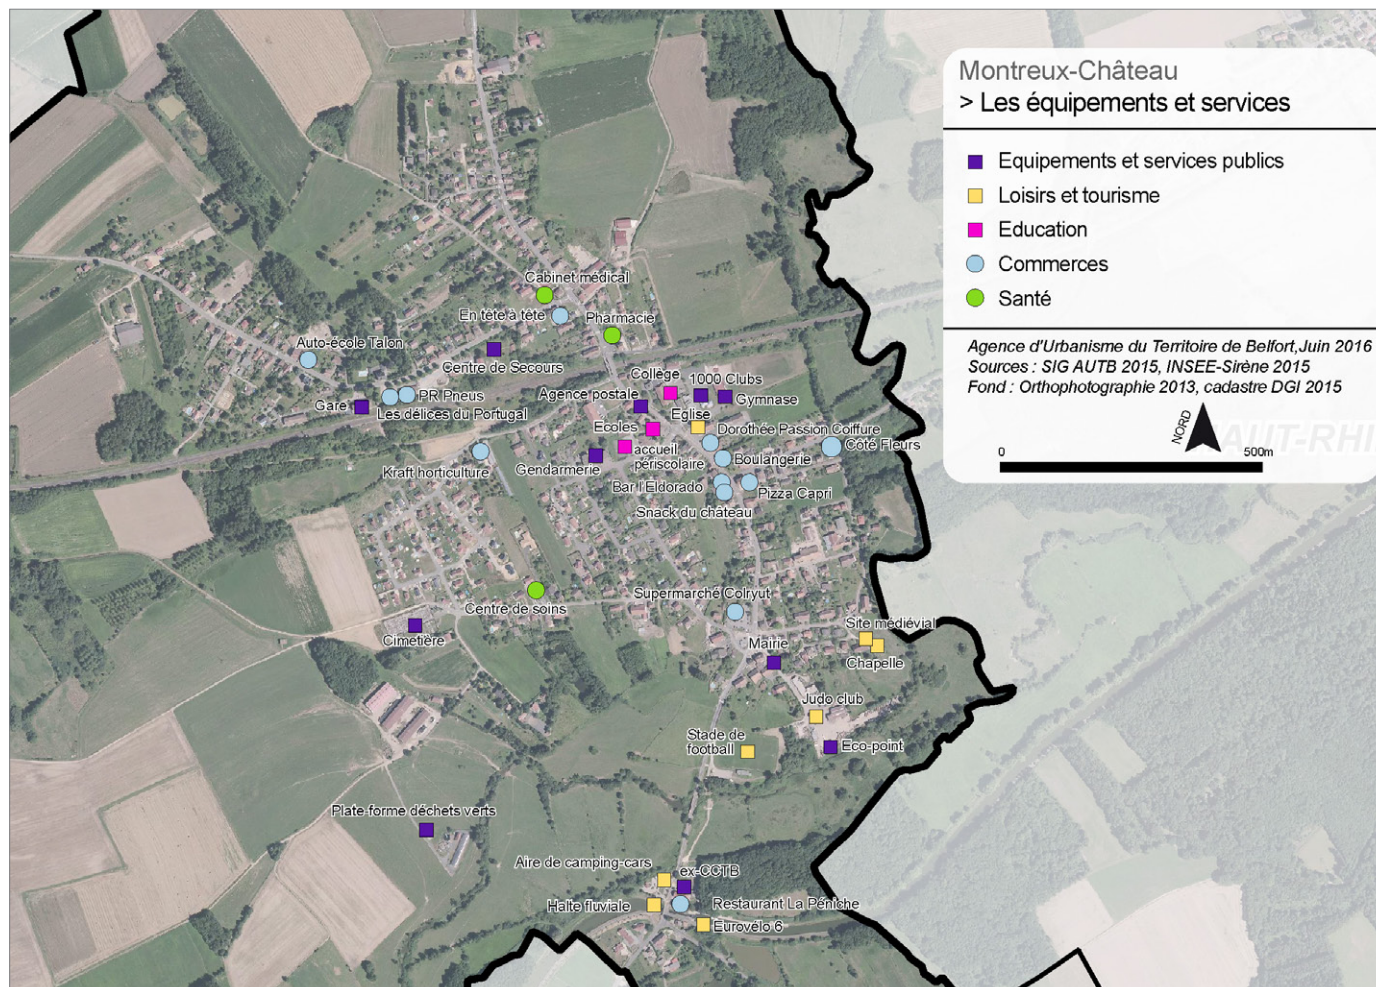 Montreux-Château
> Les équipements et services
Equipements et services publics
Loisirs et tourisme
Education
Commerces
Santé
Agence d'Urbanisme du Territoire de Belfort,Juin 2016
Sources : SIG AUTB 2015, INSEE-Sirène 2015
Fond : Orthophotographie 2013, cadastre DGI 2015
NORD
0
500m
Cabinet médical
En tête à tête
Pharmacie
Auto-école Talon
Centre de Secours
Collège
1000 Clubs
PR Pneus
Agence postale
Gymnase
Gare
Les délices du Portugal
Eglise
Ecoles
Dorothée Passion Coiffure
Côté Fleurs
accueil
périscolaire
Boulangerie
Kraft horticulture
Gendarmerie
Bar l'Eldorado
Pizza Capri
Snack du château
Supermarché Colryut
Centre de soins
Cimetière
Site médiévial
Mairie
Chapelle
Judo club
Stade de
football
Eco-point
Plate-forme déchets verts
Aire de camping-cars
ex-CCTB
Halte fluviale
Restaurant La Péniche
Eurovélo 6